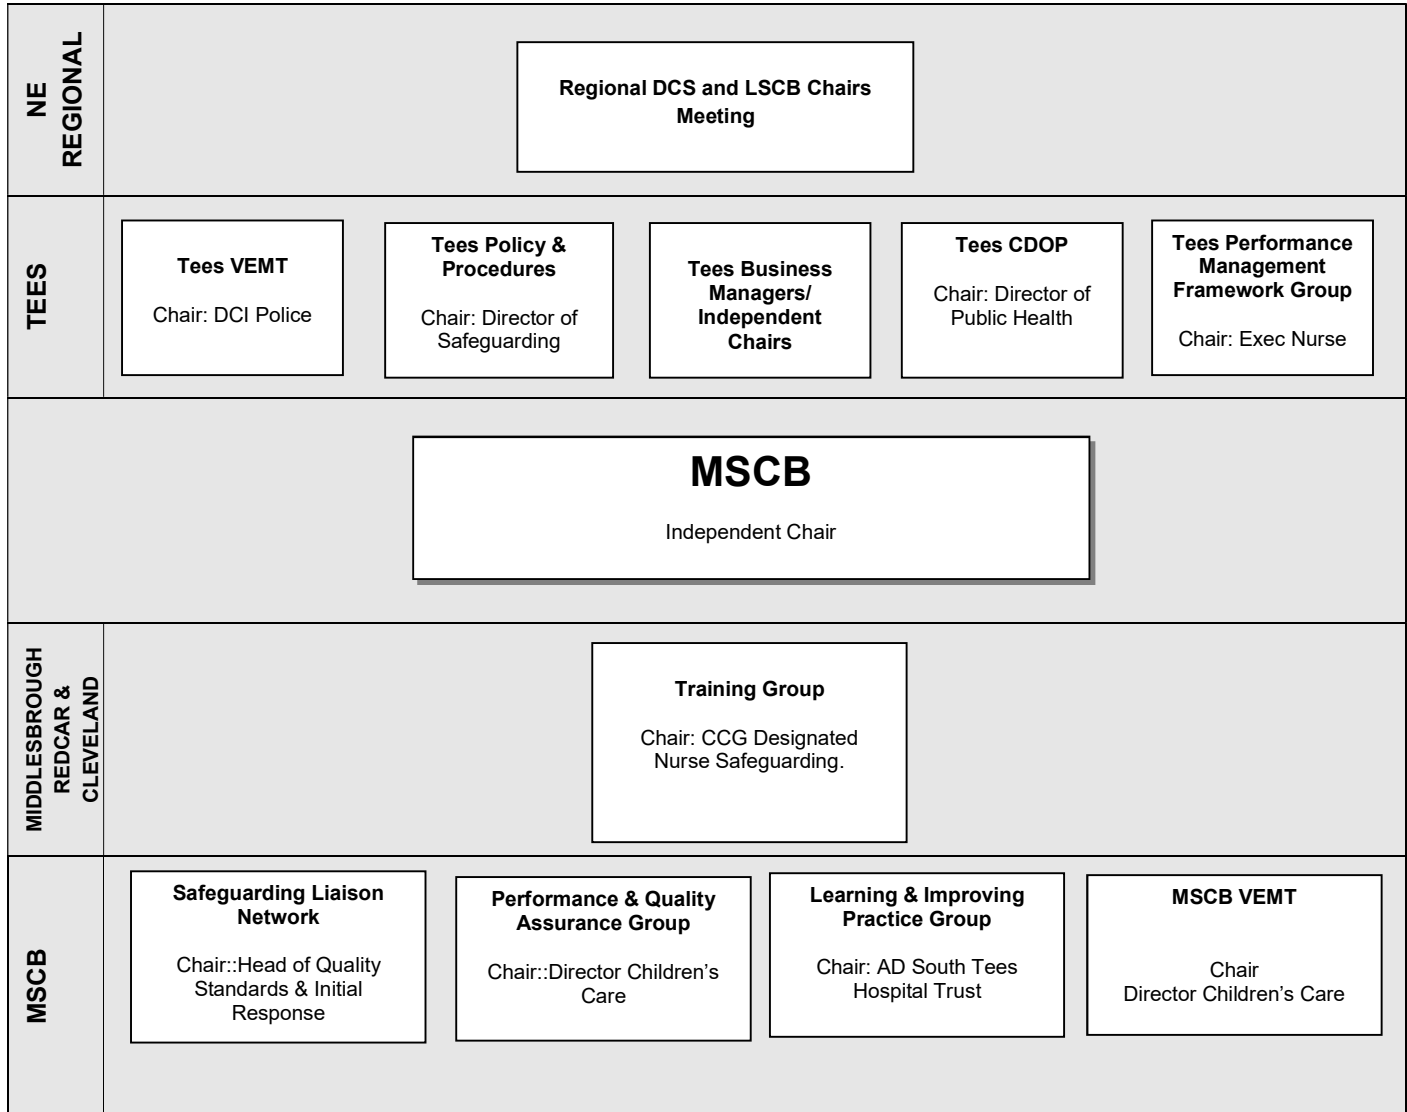 NE
REGIONAL
Regional DCS and LSCB Chairs
Meeting
TEES
Tees VEMT
Chair: DCI Police
Tees Policy &
Procedures
Chair: Director of
Safeguarding
Tees Business
Managers/
Independent
Chairs
Tees CDOP
Chair: Director of
Public Health
Tees Performance
Management
Framework Group
Chair: Exec Nurse
MSCB
Independent Chair
MIDDLESBROUGH
REDCAR &
CLEVELAND
Training Group
Chair: CCG Designated
Nurse Safeguarding.
MSCB
Safeguarding Liaison
Network
Chair::Head of Quality
Standards & Initial
Response
Performance & Quality
Assurance Group
Chair::Director Children’s
Care
Learning & Improving
Practice Group
Chair: AD South Tees
Hospital Trust
MSCB VEMT
Chair
Director Children’s Care